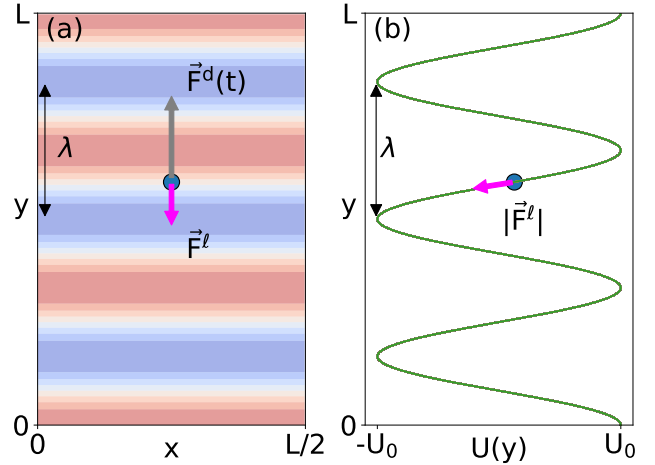 L
(a)
F⃗ᵈ(t)
λ
y
F⃗ˡ
0
0
x
L/2
L
(b)
λ
y
|F⃗ˡ|
0
-U₀
U(y)
U₀